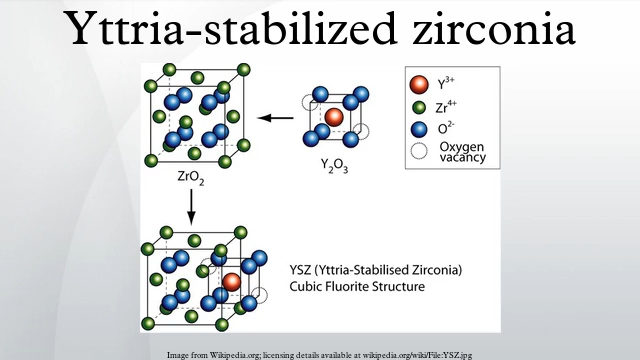 Yttria-stabilized zirconia
Y3+
Zr4+
O2-
Oxygen
vacancy
ZrO2
Y2O3
YSZ (Yttria-Stabilised Zirconia)
Cubic Fluorite Structure
Image from Wikipedia.org; licensing details available at wikipedia.org/wiki/File:YSZ.jpg